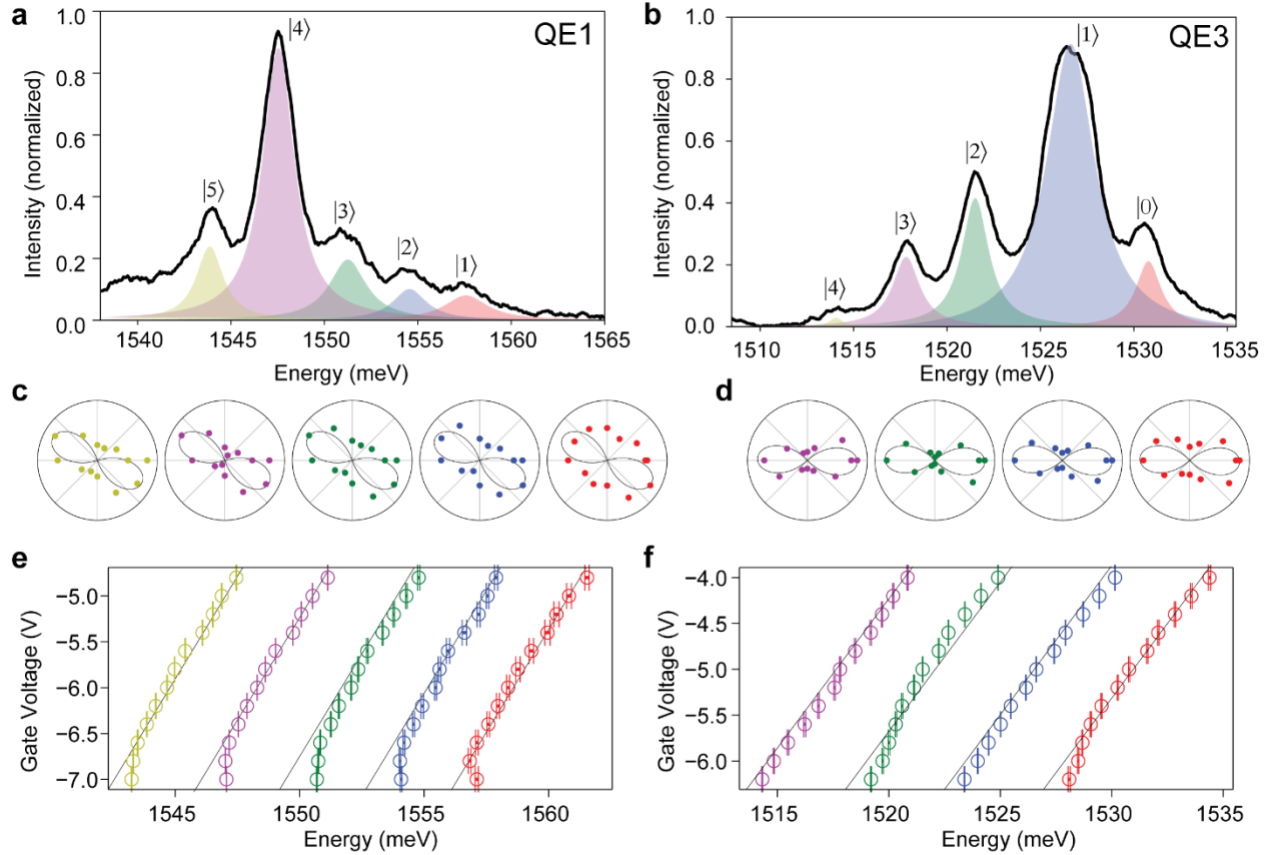 a
QE1
Intensity (normalized)
1.0
0.8
0.6
0.4
0.2
0.0
|5⟩
|4⟩
|3⟩
|2⟩
|1⟩
1540 1545 1550 1555 1560 1565
Energy (meV)
b
QE3
Intensity (normalized)
1.0
0.8
0.6
0.4
0.2
0.0
|4⟩
|3⟩
|2⟩
|1⟩
|0⟩
1510 1515 1520 1525 1530 1535
Energy (meV)
c
d
e
Gate Voltage (V)
−5.0
−5.5
−6.0
−6.5
−7.0
1545 1550 1555 1560
Energy (meV)
f
Gate Voltage (V)
−4.0
−4.5
−5.0
−5.5
−6.0
1515 1520 1525 1530 1535
Energy (meV)